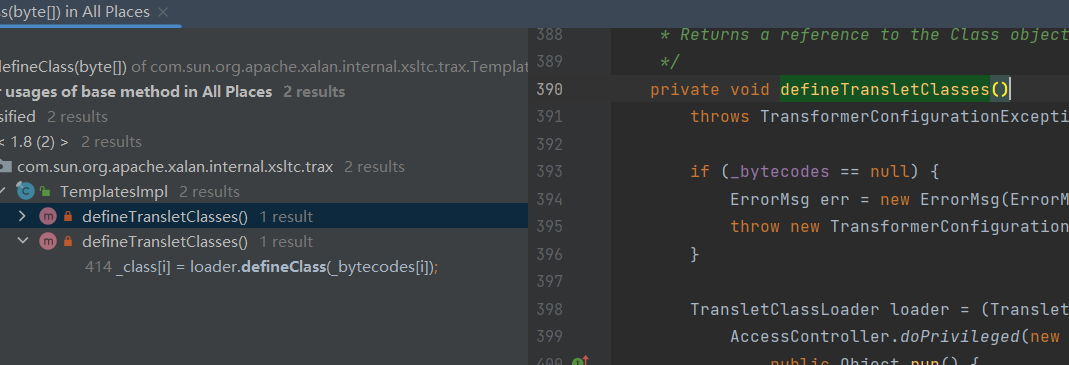 ss(byte[]) in All Places
defineClass(byte[]) of com.sun.org.apache.xalan.internal.xsltc.trax.Templat
r usages of base method in All Places 2 results
sified 2 results
< 1.8 (2) > 2 results
com.sun.org.apache.xalan.internal.xsltc.trax 2 results
TemplatesImpl 2 results
defineTransletClasses() 1 result
defineTransletClasses() 1 result
414 _class[i] = loader.defineClass(_bytecodes[i]);
388 * Returns a reference to the Class object
389 */
390 private void defineTransletClasses()
391 throws TransformerConfigurationExcepti
392
393 if (_bytecodes == null) {
394 ErrorMsg err = new ErrorMsg(ErrorM
395 throw new TransformerConfiguration
396 }
397
398 TransletClassLoader loader = (Translet
399 AccessController.doPrivileged(new
400 public Object run() {